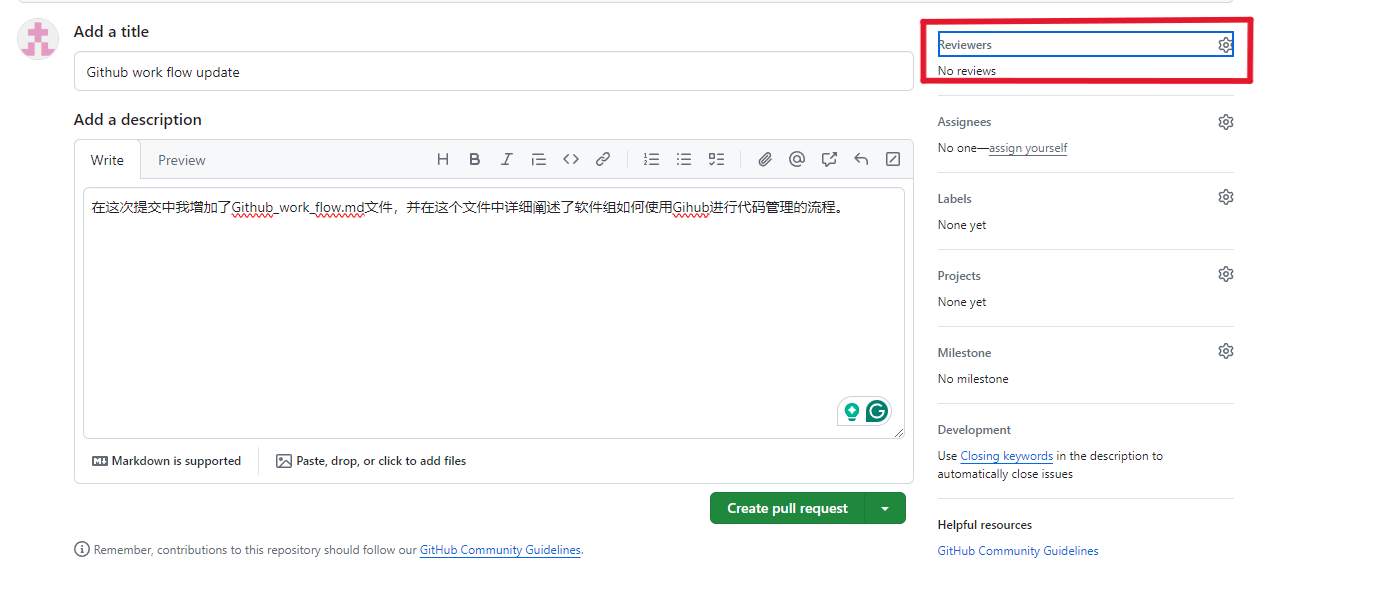 Add a title
Github work flow update
Add a description
Write
Preview
在这次提交中我增加了Github_work_flow.md文件，并在这个文件中详细阐述了软件组如何使用Gihub进行代码管理的流程。
Markdown is supported
Paste, drop, or click to add files
Create pull request
Remember, contributions to this repository should follow our GitHub Community Guidelines.
Reviewers
No reviews
Assignees
No one—assign yourself
Labels
None yet
Projects
None yet
Milestone
No milestone
Development
Use Closing keywords in the description to
automatically close issues
Helpful resources
GitHub Community Guidelines